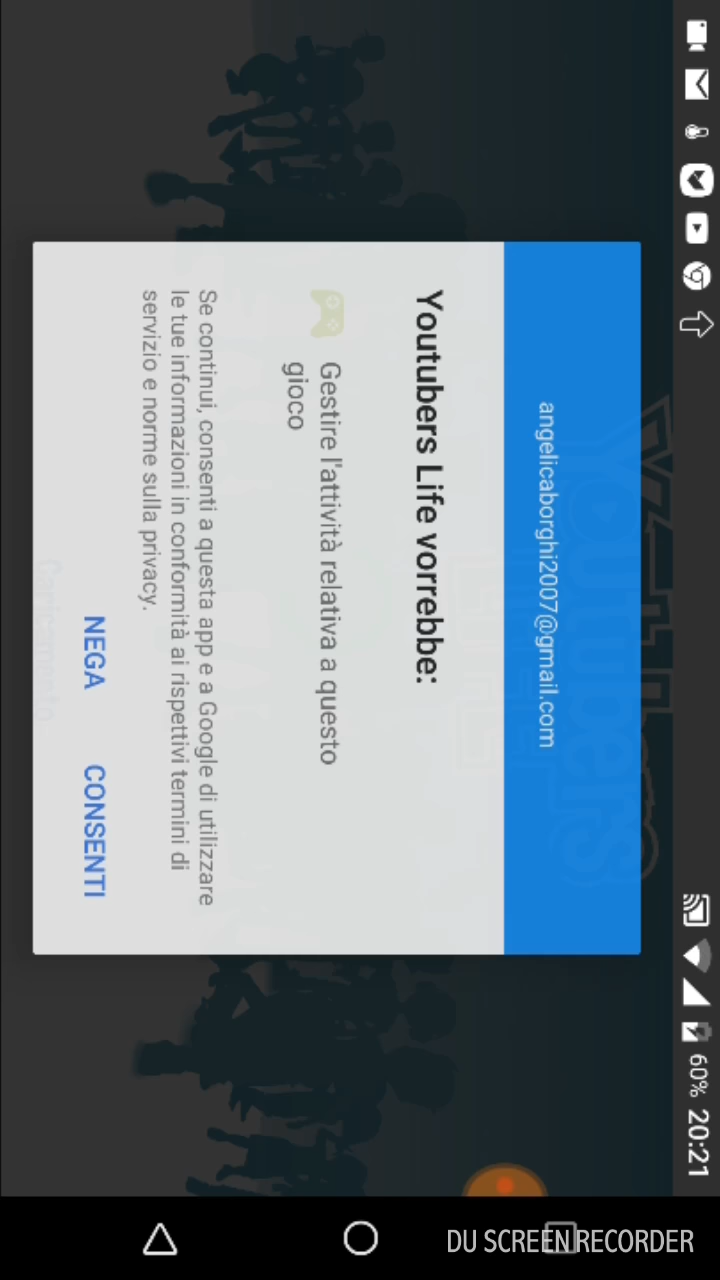 60% 20:21
Youtubers
angelicaborghi2007@gmail.com
Youtubers Life vorrebbe:
Gestire l'attività relativa a questo
gioco
Se continui, consenti a questa app e a Google di utilizzare
le tue informazioni in conformità ai rispettivi termini di
servizio e norme sulla privacy.
NEGA CONSENTI
Caricamento
DU SCREEN RECORDER